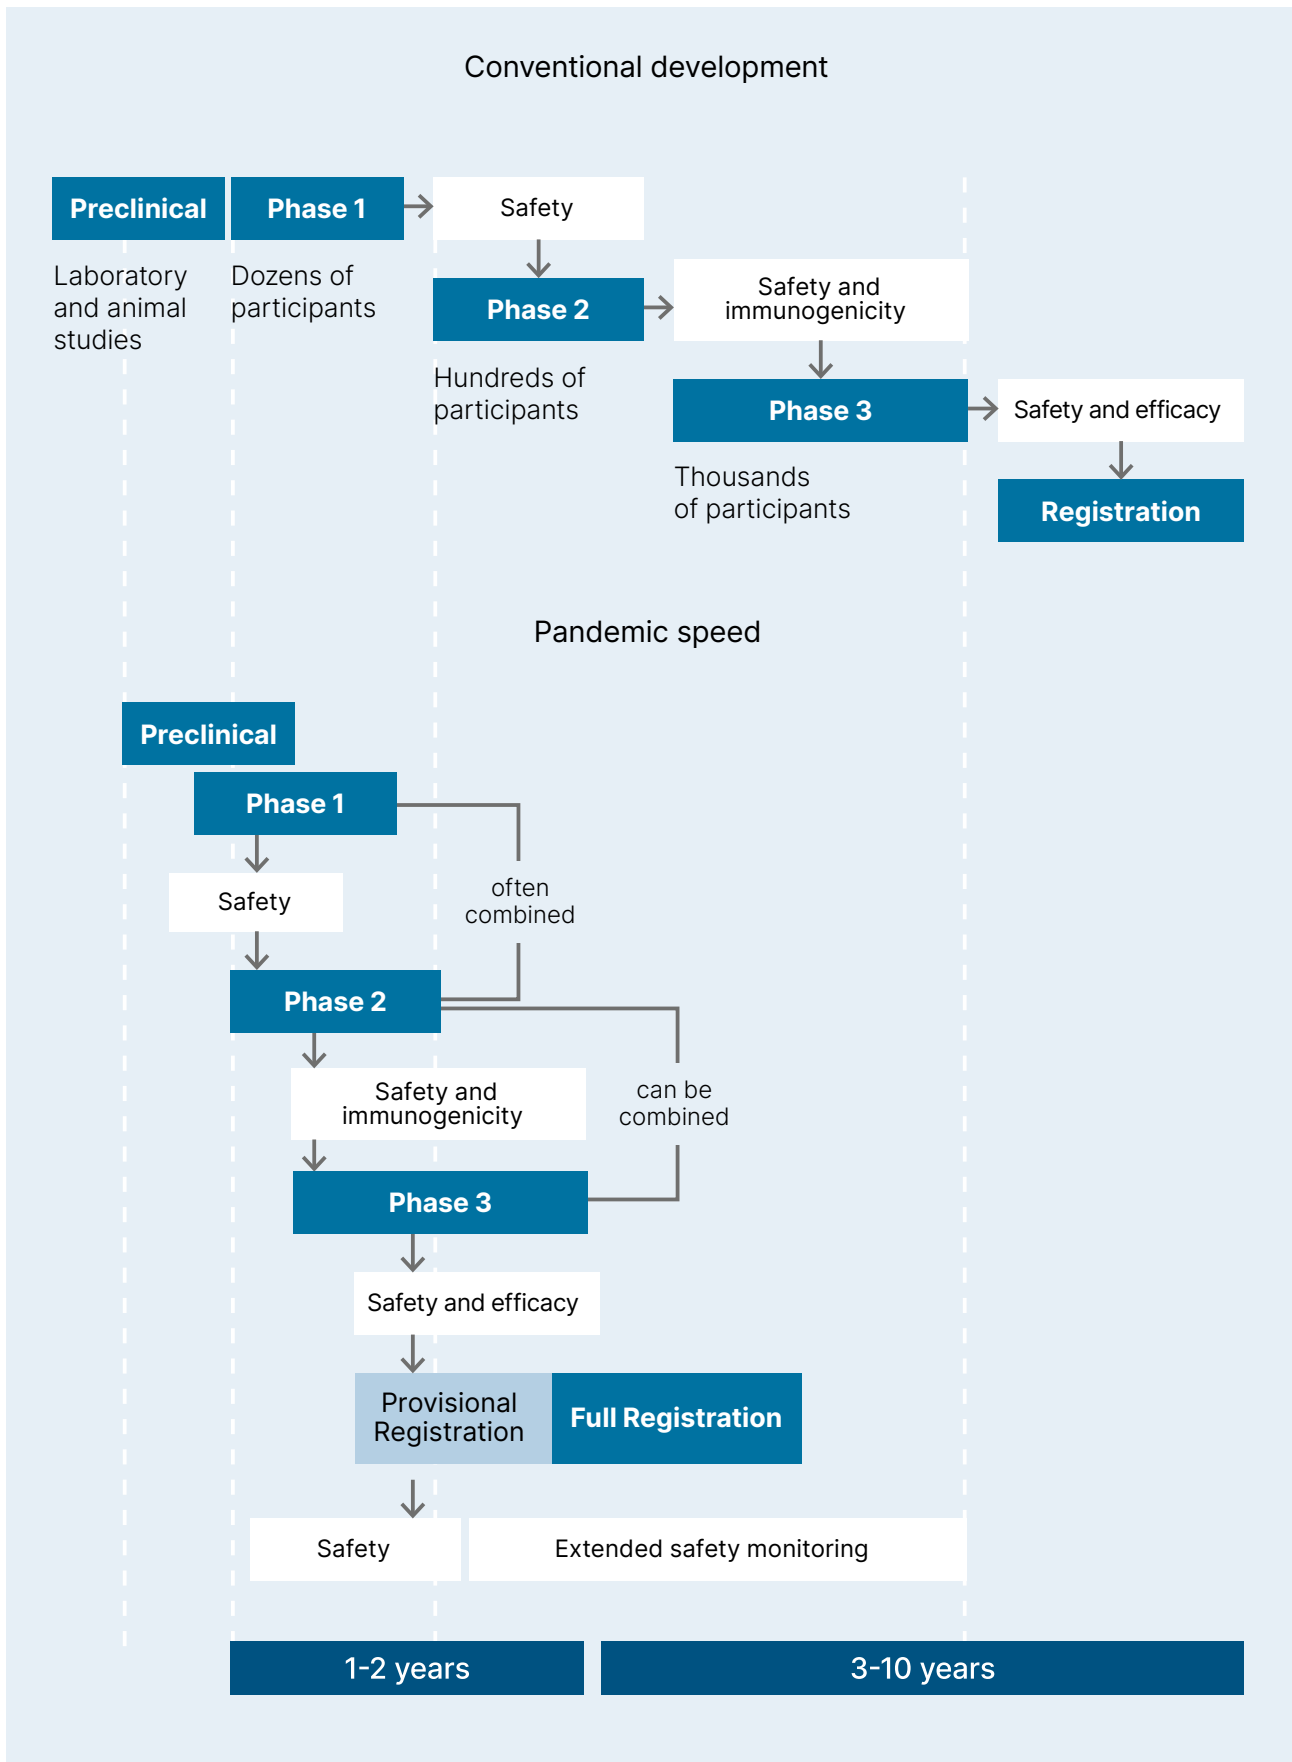 Conventional development
Preclinical
Phase 1
Safety
Laboratory
and animal
studies
Dozens of
participants
Phase 2
Safety and
immunogenicity
Hundreds of
participants
Phase 3
Safety and efficacy
Thousands
of participants
Registration
Pandemic speed
Preclinical
Phase 1
often
combined
Safety
Phase 2
Safety and
immunogenicity
can be
combined
Phase 3
Safety and efficacy
Provisional
Registration
Full Registration
Safety
Extended safety monitoring
1-2 years
3-10 years